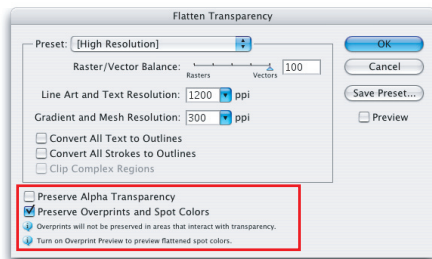 Flatten Transparency
Preset: [High Resolution]
OK
Raster/Vector Balance: 100
Rasters Vectors
Cancel
Line Art and Text Resolution: 1200 ppi
Save Preset...
Gradient and Mesh Resolution: 300 ppi
Preview
Convert All Text to Outlines
Convert All Strokes to Outlines
Clip Complex Regions
Preserve Alpha Transparency
Preserve Overprints and Spot Colors
Overprints will not be preserved in areas that interact with transparency.
Turn on Overprint Preview to preview flattened spot colors.